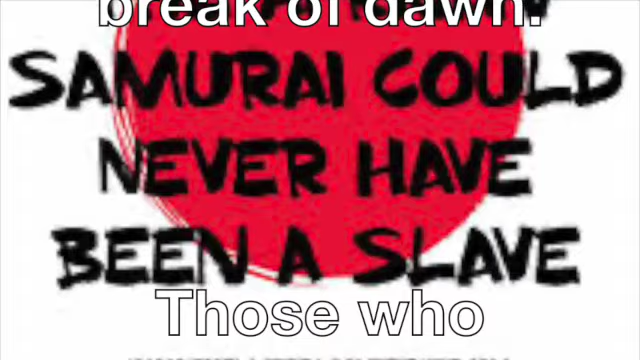 break of dawn.
SAMURAI COULD
NEVER HAVE
BEEN A SLAVE
Those who